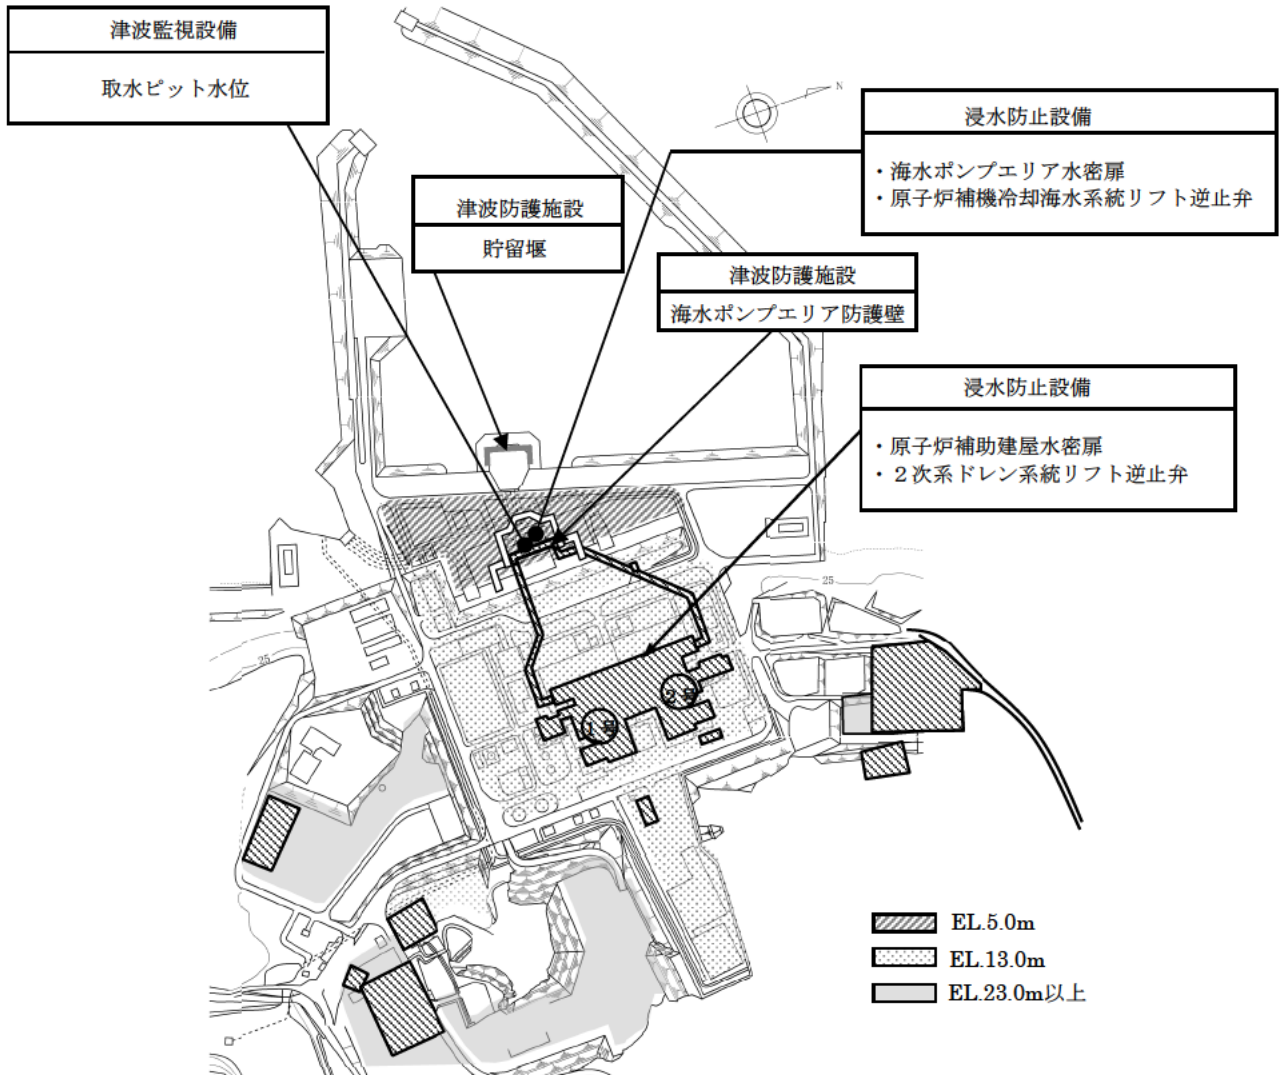 津波監視設備
取水ピット水位
N
浸水防止設備
・海水ポンプエリア水密扉
・原子炉補機冷却海水系統リフト逆止弁
津波防護施設
貯留堰
津波防護施設
海水ポンプエリア防護壁
浸水防止設備
・原子炉補助建屋水密扉
・２次系ドレン系統リフト逆止弁
25
25
２号
１号
EL.5.0m
EL.13.0m
EL.23.0m以上